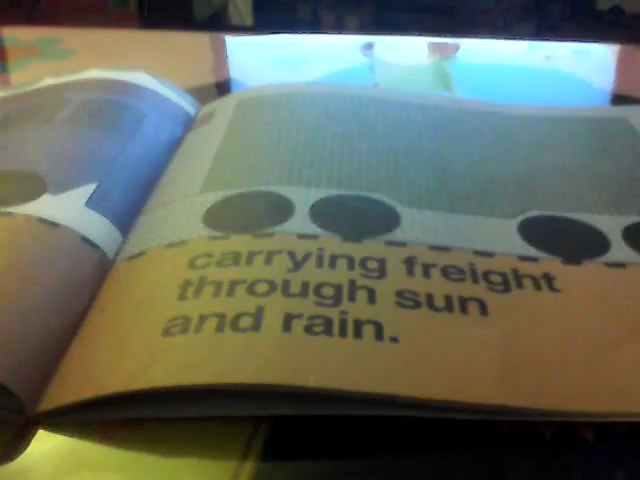 carrying freight
through sun
and rain.